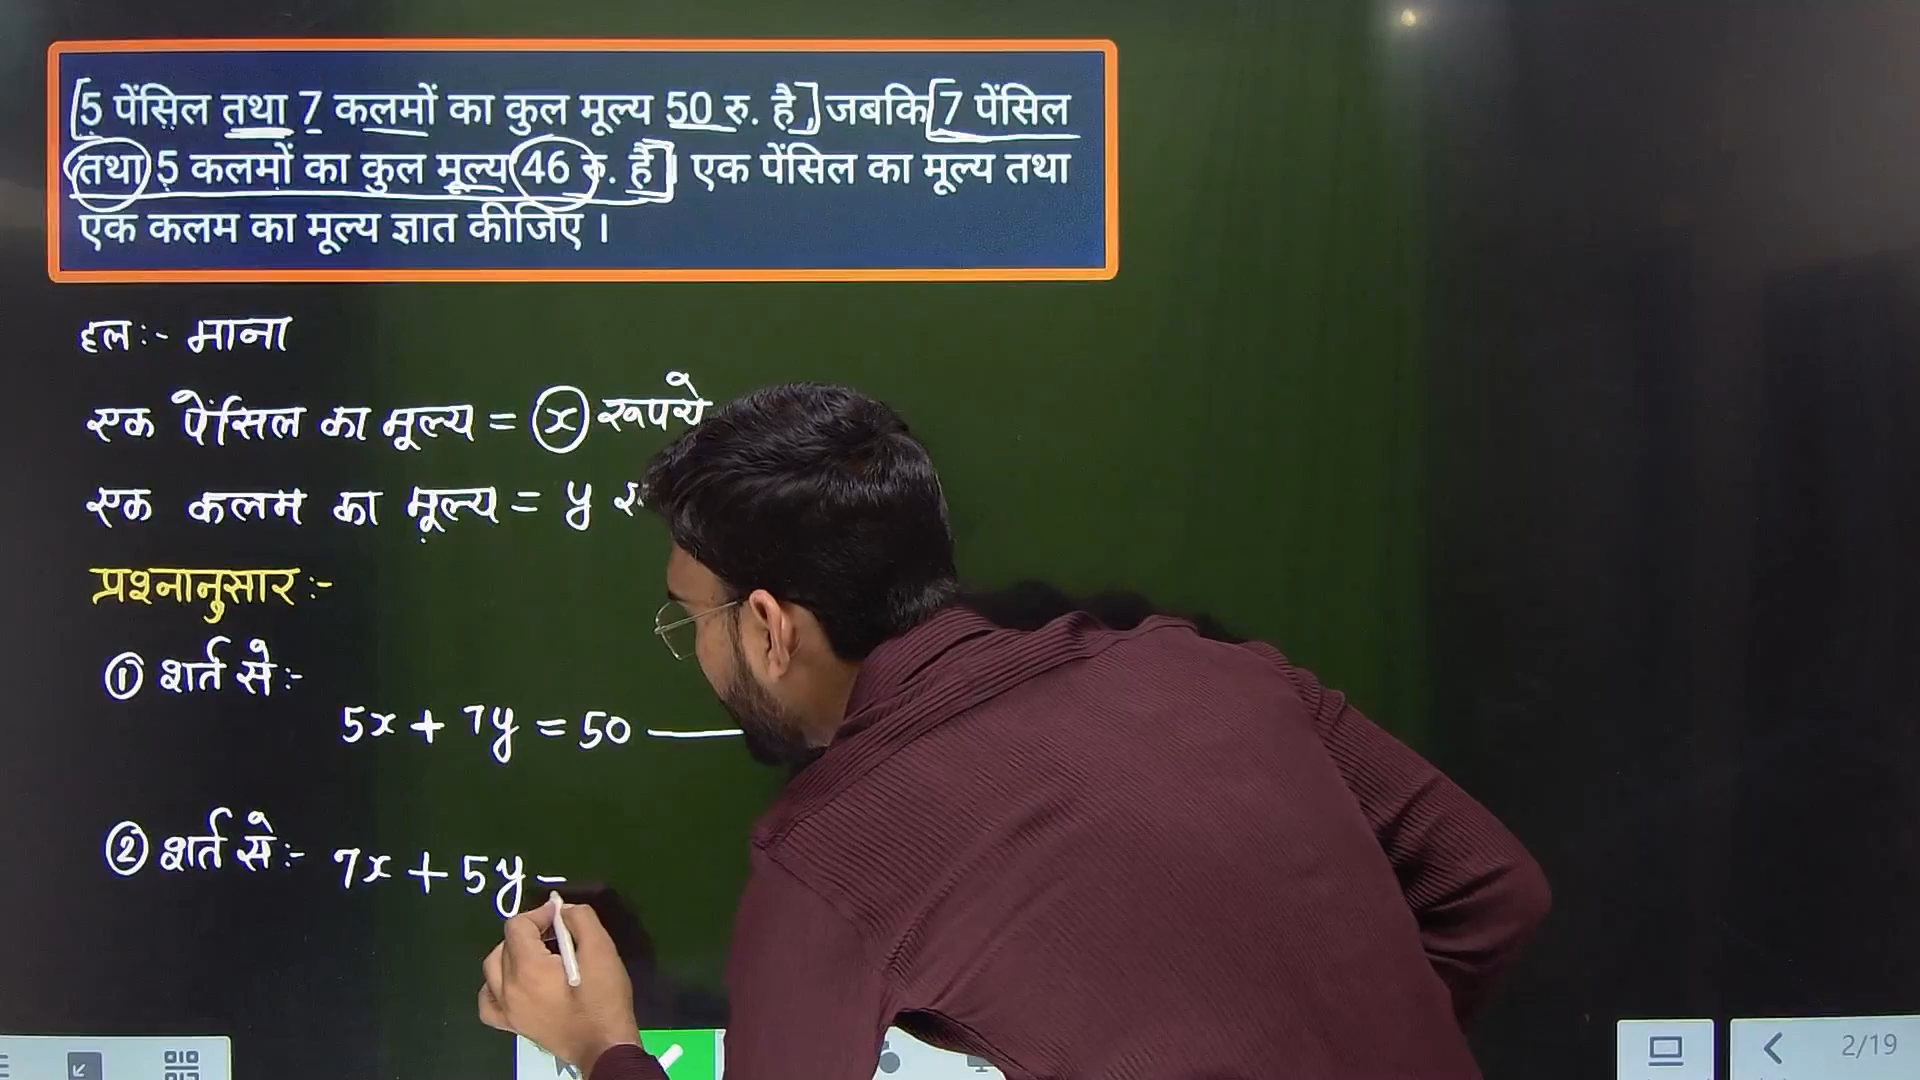 5 पेंसिल तथा 7 कलमों का कुल मूल्य 50 रु. है, जबकि 7 पेंसिल
तथा 5 कलमों का कुल मूल्य 46 रु. है। एक पेंसिल का मूल्य तथा
एक कलम का मूल्य ज्ञात कीजिए ।
हल:- माना
एक पेंसिल का मूल्य = x रूपये
एक कलम का मूल्य = y
प्रश्नानुसार:-
① शर्त से:-
5x + 7y = 50
② शर्त से:- 7x + 5y =
2/19